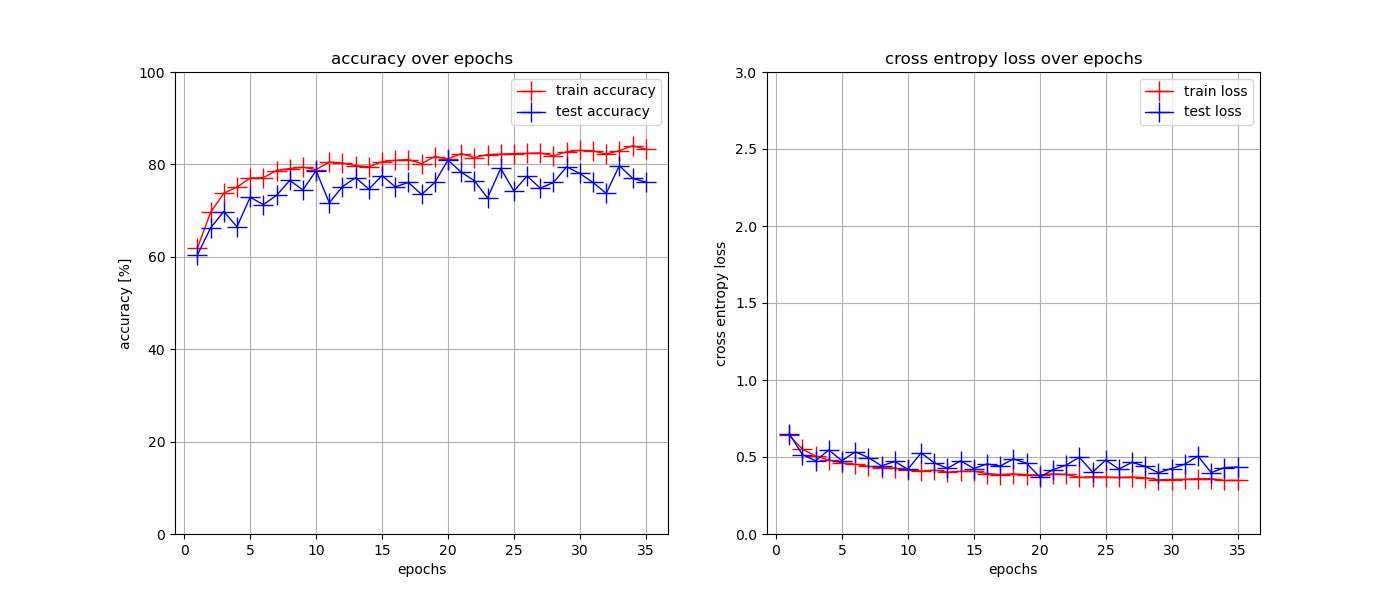 accuracy over epochs
train accuracy
test accuracy
100
80
60
40
20
0
accuracy [%]
0 5 10 15 20 25 30 35
epochs
cross entropy loss over epochs
train loss
test loss
3.0
2.5
2.0
1.5
1.0
0.5
0.0
cross entropy loss
0 5 10 15 20 25 30 35
epochs